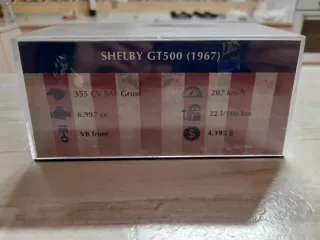 SHELBY GT500 (1967)
355 CV SAE Gross
207 km/h
6.997 cc
22 l/100 km
V8 front
4.195 $